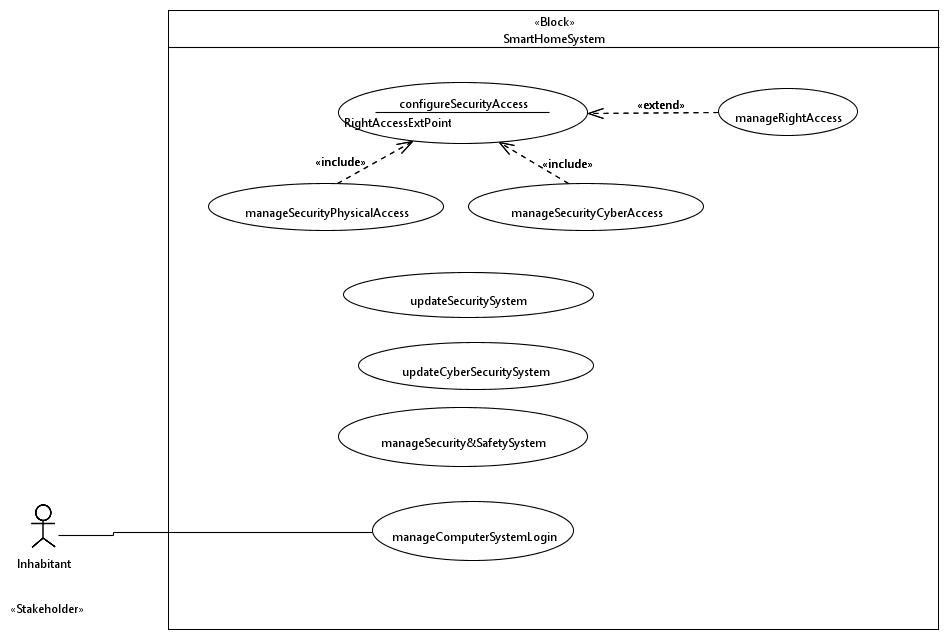 «Block»
SmartHomeSystem
configureSecurityAccess
RightAccessExtPoint
«extend»
manageRightAccess
«include»
«include»
manageSecurityPhysicalAccess
manageSecurityCyberAccess
updateSecuritySystem
updateCyberSecuritySystem
manageSecurity&SafetySystem
manageComputerSystemLogin
Inhabitant
«Stakeholder»